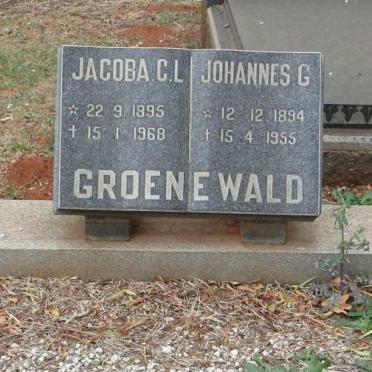 JACOBA. C. L
☆ 22 9 1895
† 15 1 1968
JOHANNES. G
☆ 12 12 1894
† 15 4 1955
GROENEWALD